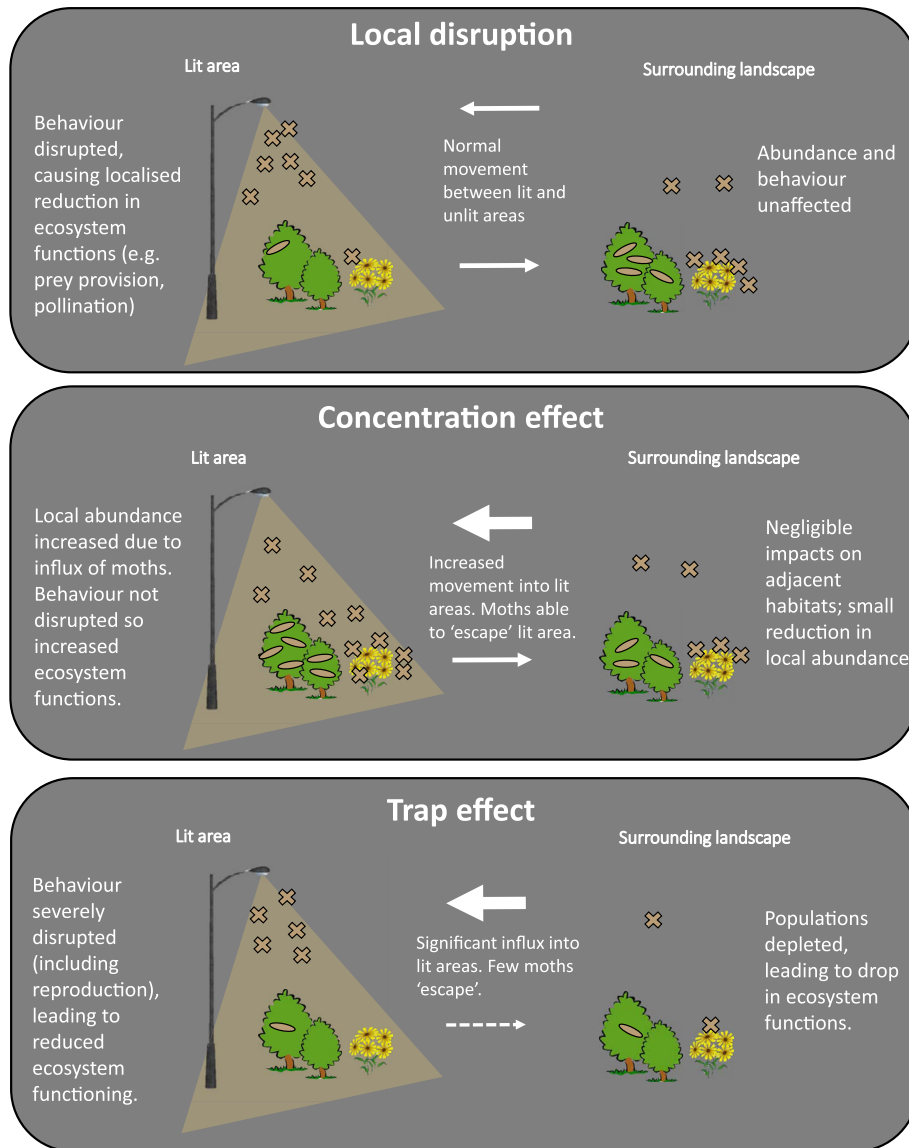 Local disruption
Lit area
Surrounding landscape
Behaviour
disrupted,
causing localised
reduction in
ecosystem
functions (e.g.
prey provision,
pollination)
Normal
movement
between lit and
unlit areas
Abundance and
behaviour
unaffected
Concentration effect
Lit area
Surrounding landscape
Local abundance
increased due to
influx of moths.
Behaviour not
disrupted so
increased
ecosystem
functions.
Increased
movement into lit
areas. Moths able
to ‘escape’ lit area.
Negligible
impacts on
adjacent
habitats; small
reduction in
local abundance
Trap effect
Lit area
Surrounding landscape
Behaviour
severely
disrupted
(including
reproduction),
leading to
reduced
ecosystem
functioning.
Significant influx into
lit areas. Few moths
‘escape’.
Populations
depleted,
leading to drop
in ecosystem
functions.